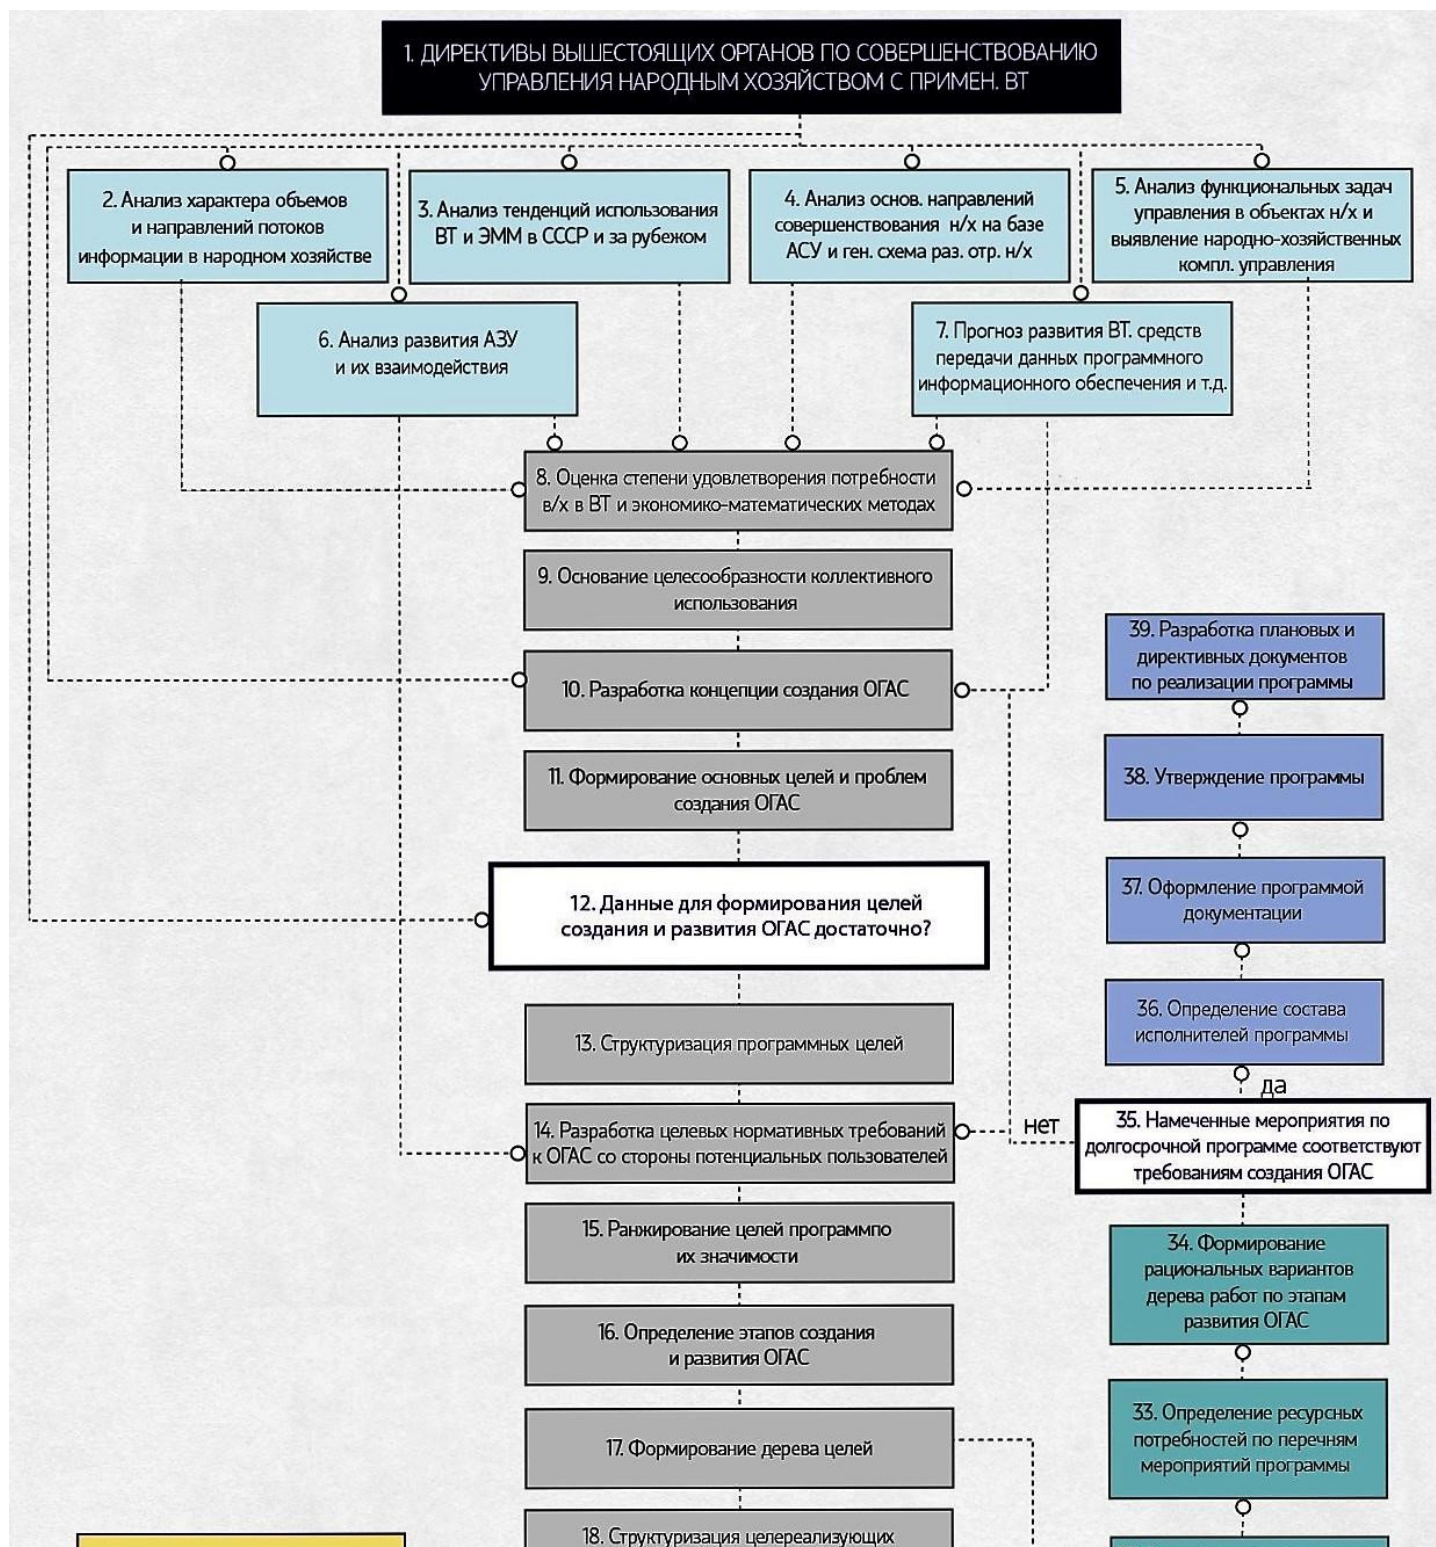 1. ДИРЕКТИВЫ ВЫШЕСТОЯЩИХ ОРГАНОВ ПО СОВЕРШЕНСТВОВАНИЮ
УПРАВЛЕНИЯ НАРОДНЫМ ХОЗЯЙСТВОМ С ПРИМЕН. ВТ
2. Анализ характера объемов
и направлений потоков
информации в народном хозяйстве
3. Анализ тенденций использования
ВТ и ЭММ в СССР и за рубежом
4. Анализ основ. направлений
совершенствования н/х на базе
АСУ и ген. схема раз. отр. н/х
5. Анализ функциональных задач
управления в объектах н/х и
выявление народно-хозяйственных
компл. управления
6. Анализ развития АЗУ
и их взаимодействия
7. Прогноз развития ВТ. средств
передачи данных программного
информационного обеспечения и т.д.
8. Оценка степени удовлетворения потребности
в/х в ВТ и экономико-математических методах
9. Основание целесообразности коллективного
использования
10. Разработка концепции создания ОГАС
11. Формирование основных целей и проблем
создания ОГАС
12. Данные для формирования целей
создания и развития ОГАС достаточно?
13. Структуризация программных целей
14. Разработка целевых нормативных требований
к ОГАС со стороны потенциальных пользователей
15. Ранжирование целей программпо
их значимости
16. Определение этапов создания
и развития ОГАС
17. Формирование дерева целей
18. Структуризация целереализующих
39. Разработка плановых и
директивных документов
по реализации программы
38. Утверждение программы
37. Оформление программой
документации
36. Определение состава
исполнителей программы
да
нет
35. Намеченные мероприятия по
долгосрочной программе соответствуют
требованиям создания ОГАС
34. Формирование
рациональных вариантов
дерева работ по этапам
развития ОГАС
33. Определение ресурсных
потребностей по перечням
мероприятий программы